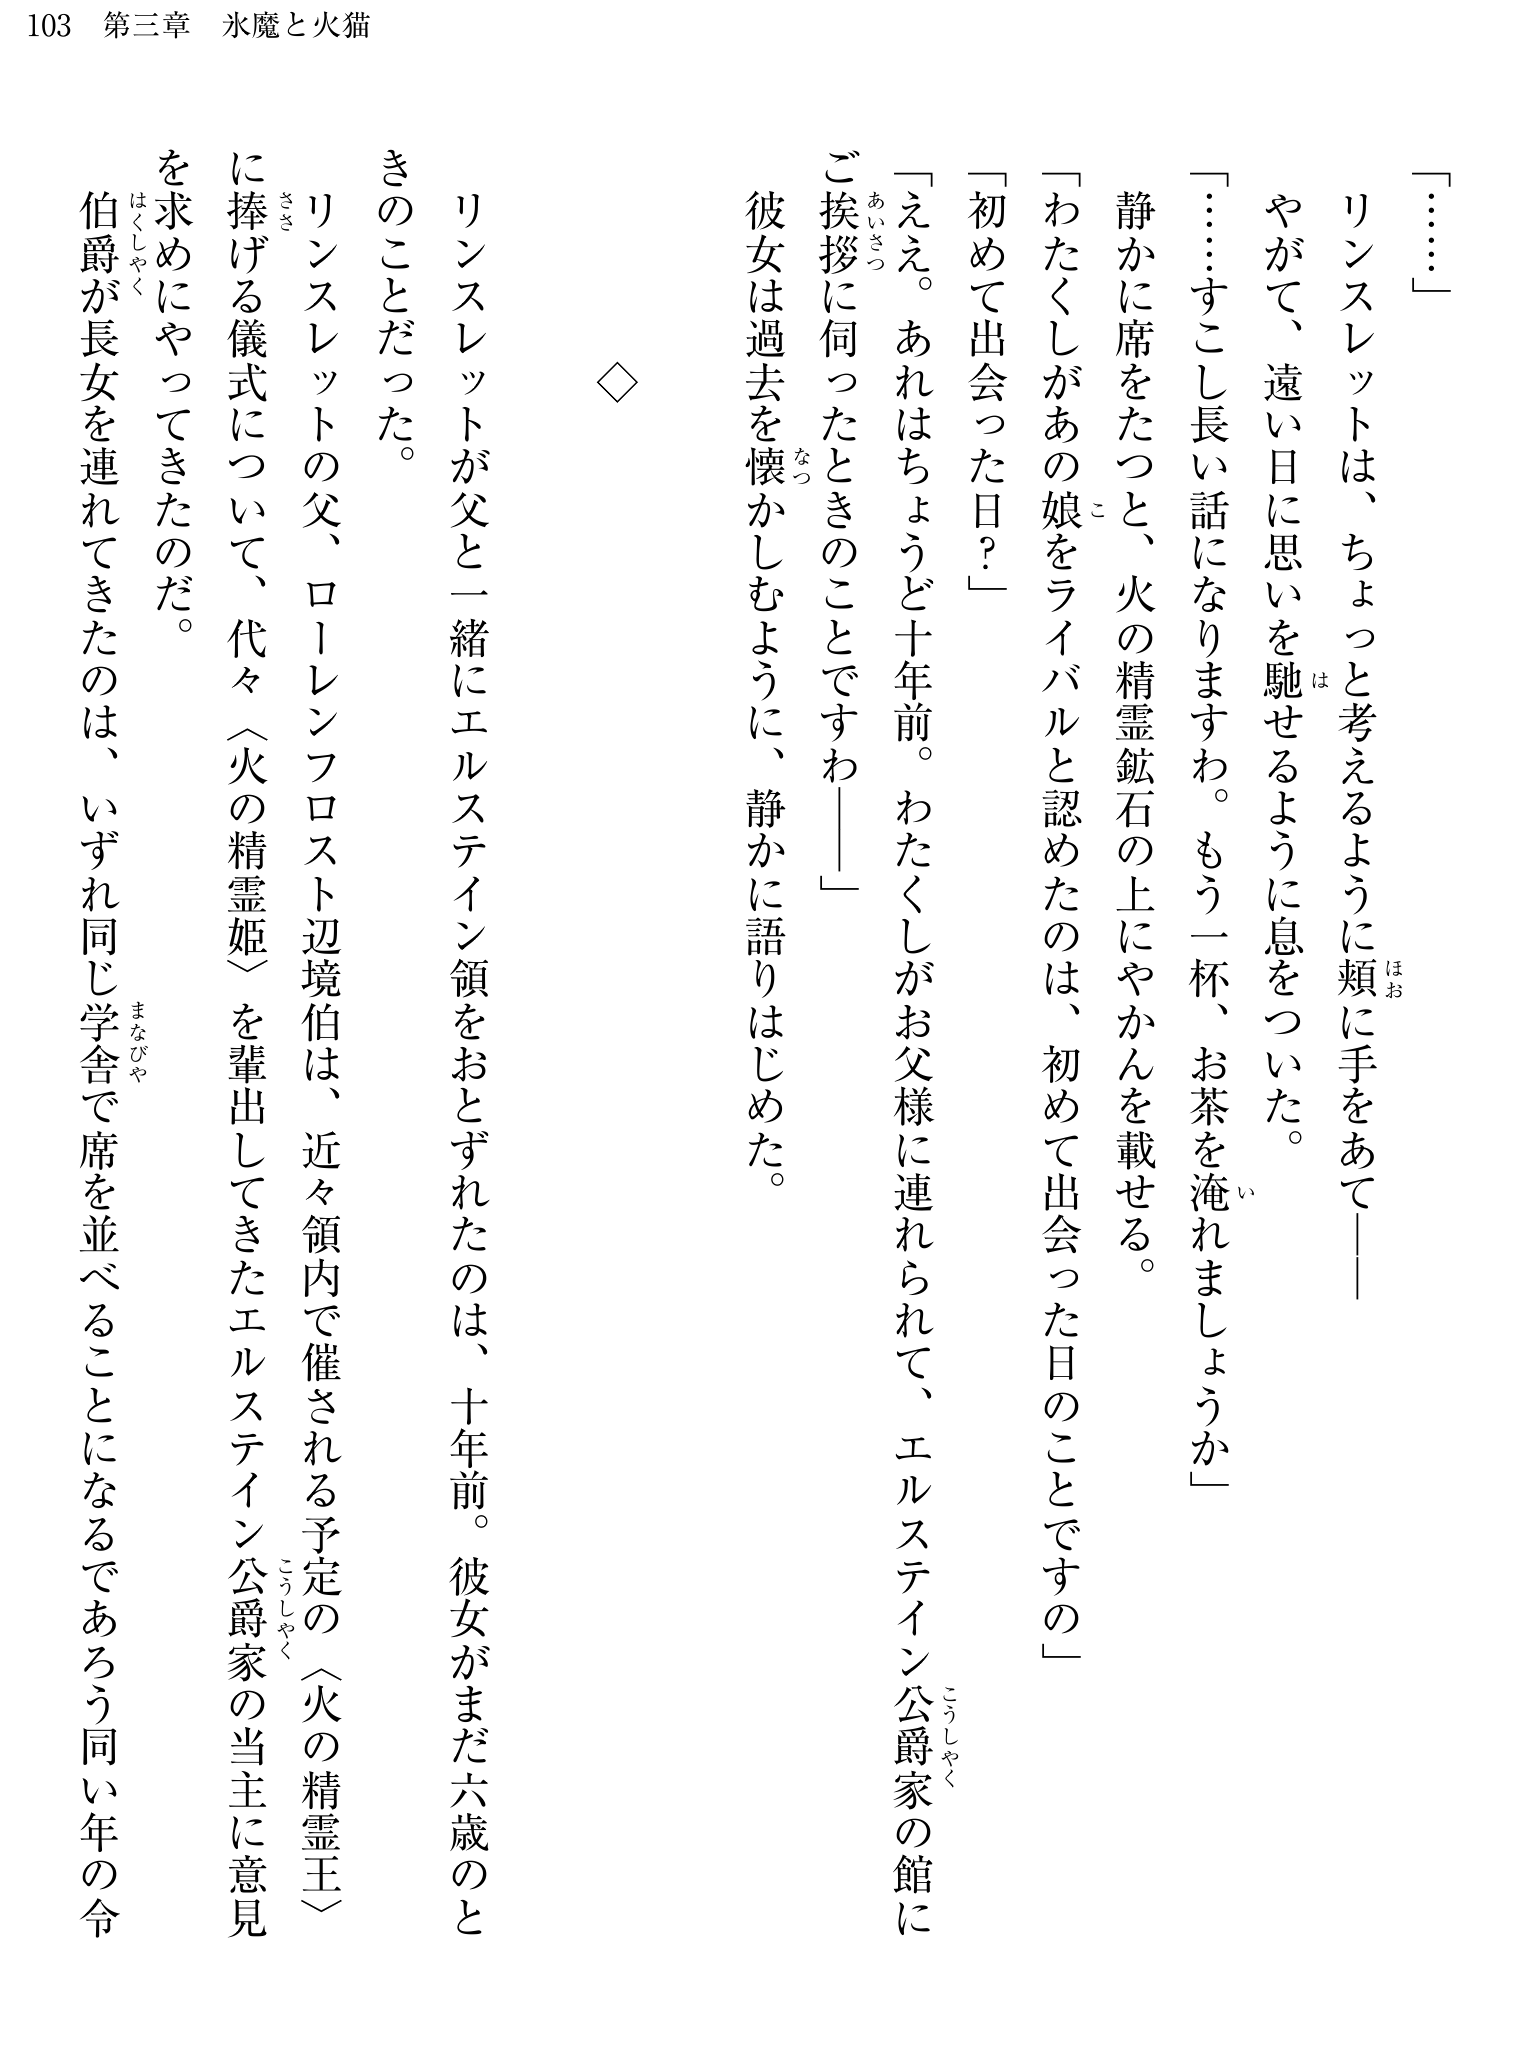 103　第三章　氷魔と火猫
「……」
　リンスレットは、ちょっと考えるように頬に手をあて――
　やがて、遠い日に思いを馳せるように息をついた。
「……すこし長い話になりますわ。もう一杯、お茶を淹れましょうか」
　静かに席をたつと、火の精霊鉱石の上にやかんを載せる。
「わたくしがあの娘をライバルと認めたのは、初めて出会った日のことですの」
「初めて出会った日？」
「ええ。あれはちょうど十年前。わたくしがお父様に連れられて、エルステイン公爵家の館に
ご挨拶に伺ったときのことですわ――」
　彼女は過去を懐かしむように、静かに語りはじめた。
◇
　リンスレットが父と一緒にエルステイン領をおとずれたのは、十年前。彼女がまだ六歳のと
きのことだった。
　リンスレットの父、ローレンフロスト辺境伯は、近々領内で催される予定の〈火の精霊王〉
に捧げる儀式について、代々〈火の精霊姫〉を輩出してきたエルステイン公爵家の当主に意見
を求めにやってきたのだ。
　伯爵が長女を連れてきたのは、いずれ同じ学舎で席を並べることになるであろう同い年の令